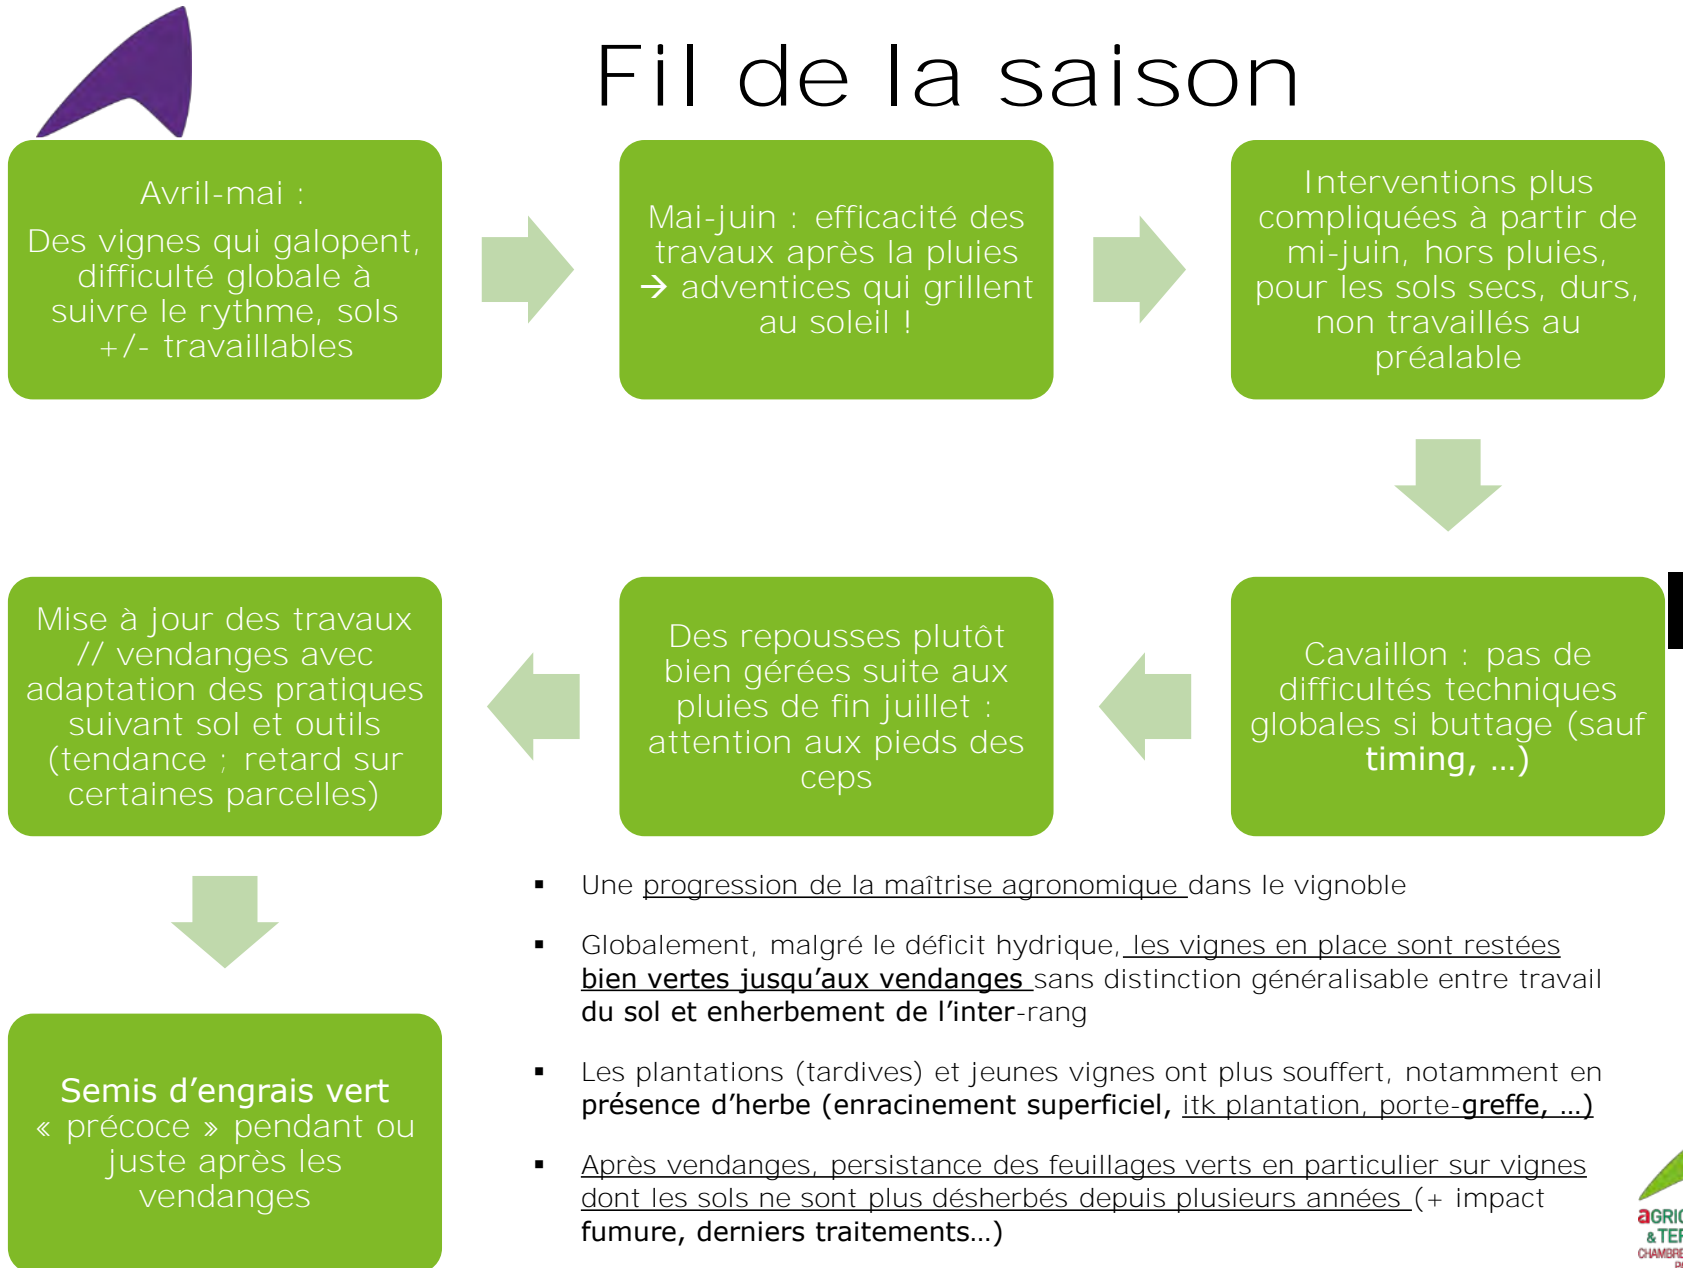 Fil de la saison
Avril-mai :
Des vignes qui galopent,
difficulté globale à
suivre le rythme, sols
+/- travaillables
Mai-juin : efficacité des
travaux après la pluies
→ adventices qui grillent
au soleil !
Interventions plus
compliquées à partir de
mi-juin, hors pluies,
pour les sols secs, durs,
non travaillés au
préalable
Cavaillon : pas de
difficultés techniques
globales si buttage (sauf
timing, …)
Des repousses plutôt
bien gérées suite aux
pluies de fin juillet :
attention aux pieds des
ceps
Mise à jour des travaux
// vendanges avec
adaptation des pratiques
suivant sol et outils
(tendance ; retard sur
certaines parcelles)
Semis d’engrais vert
« précoce » pendant ou
juste après les
vendanges
▪ Une progression de la maîtrise agronomique dans le vignoble
▪ Globalement, malgré le déficit hydrique, les vignes en place sont restées
bien vertes jusqu’aux vendanges sans distinction généralisable entre travail
du sol et enherbement de l’inter-rang
▪ Les plantations (tardives) et jeunes vignes ont plus souffert, notamment en
présence d’herbe (enracinement superficiel, itk plantation, porte-greffe, …)
▪ Après vendanges, persistance des feuillages verts en particulier sur vignes
dont les sols ne sont plus désherbés depuis plusieurs années (+ impact
fumure, derniers traitements…)